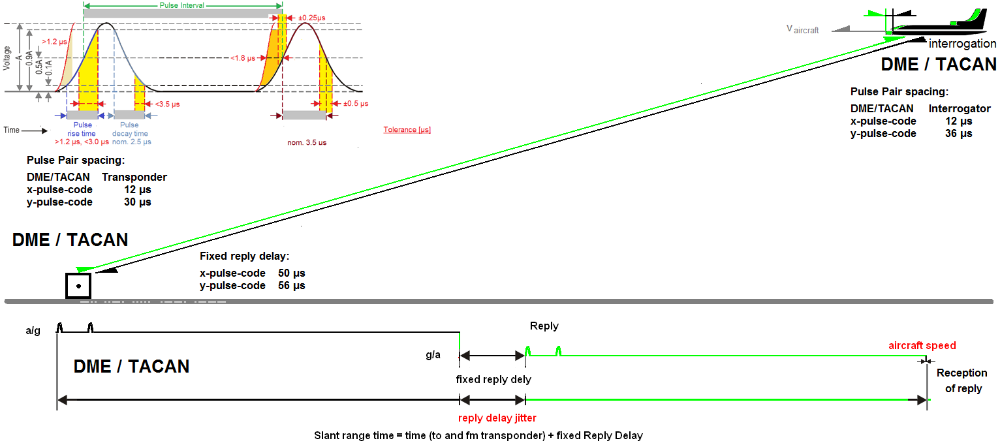 Pulse Interval
±0.25µs
>1.2 µs
<1.8 µs
Voltage
A
0.9A
0.5A
0.1A
<3.5 µs
±0.5 µs
Time
Pulse
rise time
>1.2 µs, <3.0 µs
Pulse
decay time
nom. 2.5 µs
nom. 3.5 us
Tolerance [µs]
V aircraft
interrogation
DME / TACAN
Pulse Pair spacing:
DME/TACAN Interrogator
x-pulse-code 12 µs
y-pulse-code 36 µs
Pulse Pair spacing:
DME/TACAN Transponder
x-pulse-code 12 µs
y-pulse-code 30 µs
DME / TACAN
Fixed reply delay:
x-pulse-code 50 µs
y-pulse-code 56 µs
a/g
Reply
g/a
aircraft speed
DME / TACAN
fixed reply dely
Reception
of reply
reply delay jitter
Slant range time = time (to and fm transponder) + fixed Reply Delay